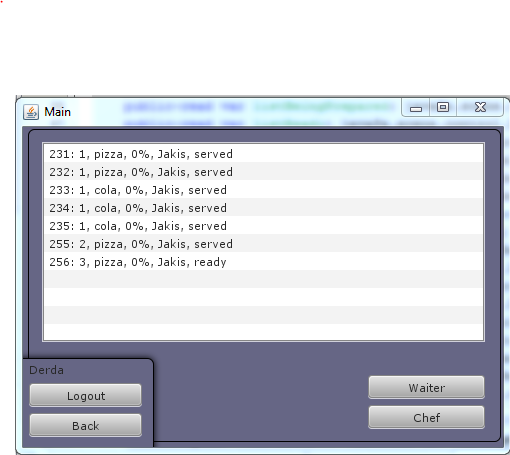 Main
231: 1, pizza, 0%, Jakis, served
232: 1, pizza, 0%, Jakis, served
233: 1, cola, 0%, Jakis, served
234: 1, cola, 0%, Jakis, served
235: 1, cola, 0%, Jakis, served
255: 2, pizza, 0%, Jakis, served
256: 3, pizza, 0%, Jakis, ready
Derda
Logout
Back
Waiter
Chef